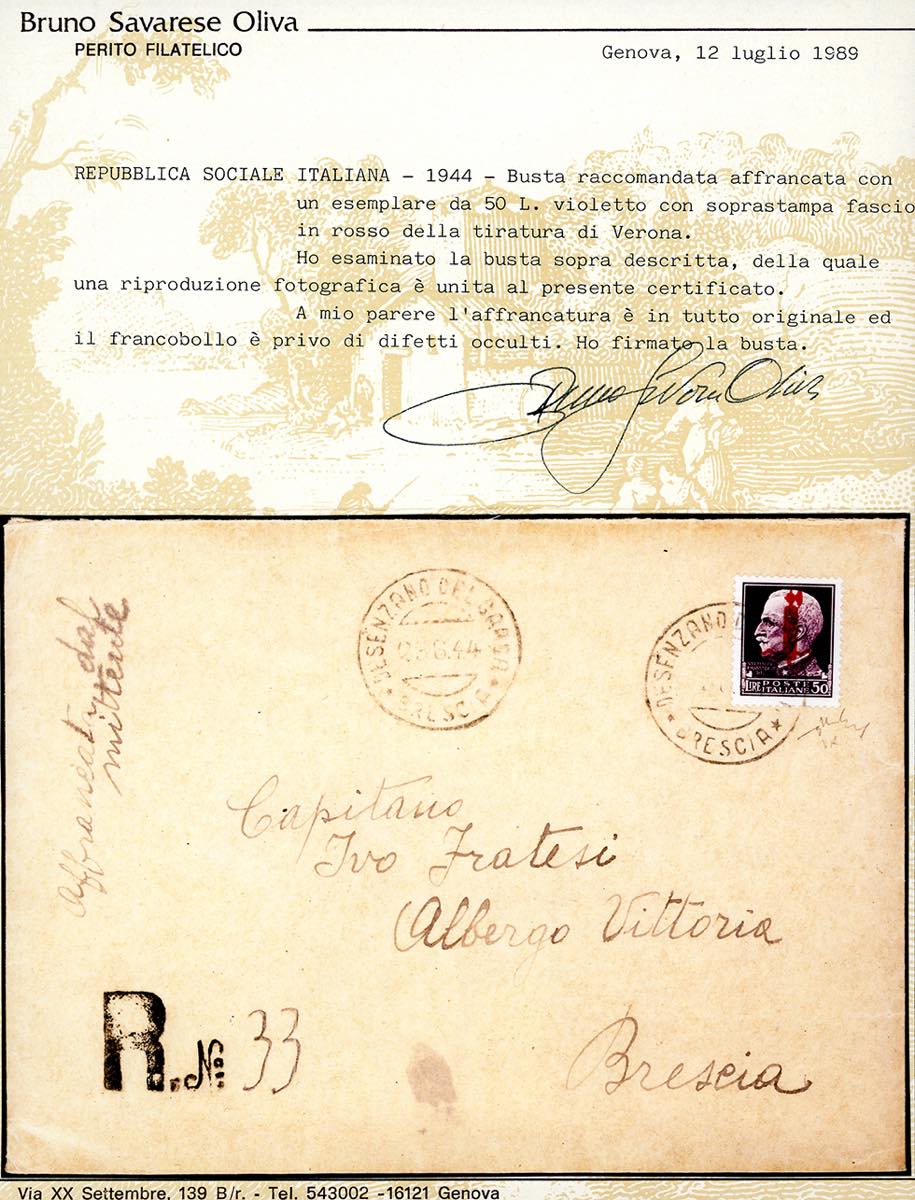 Bruno Savarese Oliva
PERITO FILATELICO
Genova, 12 luglio 1989
REPUBBLICA SOCIALE ITALIANA - 1944 - Busta raccomandata affrancata con
un esemplare da 50 L. violetto con soprastampa fascio
in rosso della tiratura di Verona.
Ho esaminato la busta sopra descritta, della quale
una riproduzione fotografica è unita al presente certificato.
A mio parere l'affrancatura è in tutto originale ed
il francobollo è privo di difetti occulti. Ho firmato la busta.
Affrancati dal
mittente
DESENZANO DEL GARDA
6.44
BRESCIA
DESENZANO
BRESCIA
LIRE POSTE ITALIANE 50
Capitano
Ivo Fratesi
Albergo Vittoria
Brescia
R. No 33
Via XX Settembre, 139 B/r. - Tel. 543002 -16121 Genova